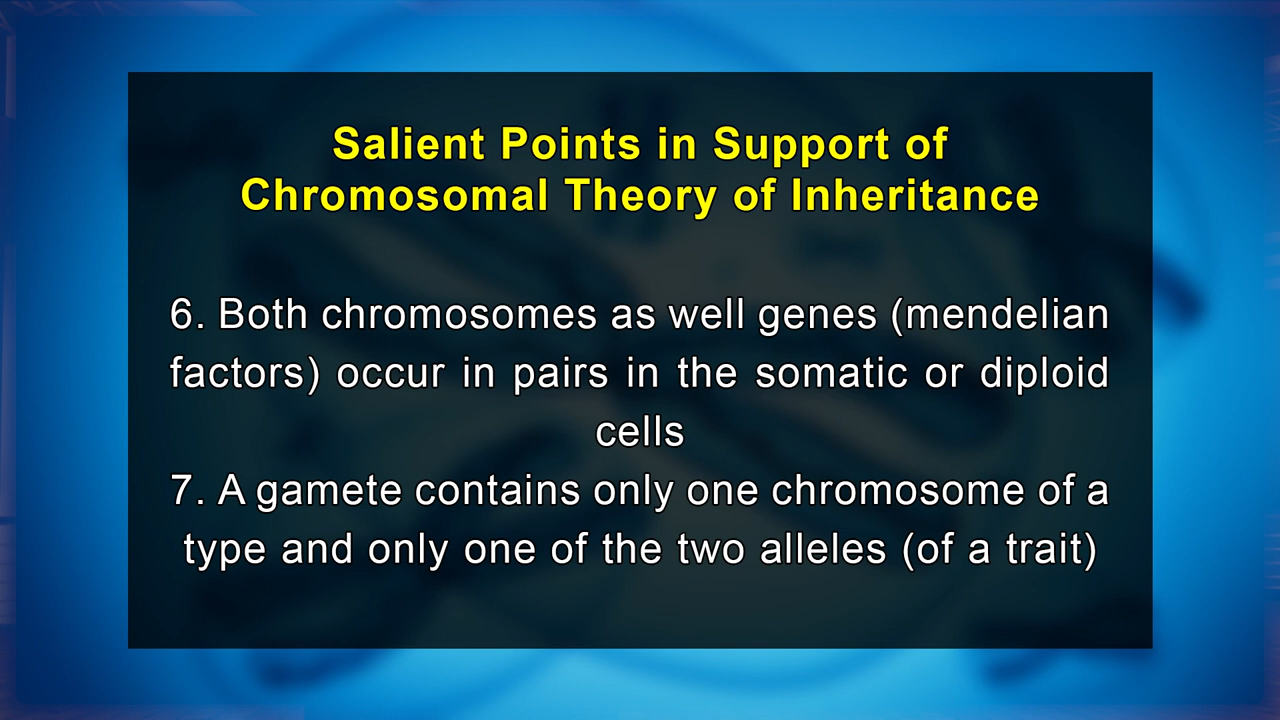 Salient Points in Support of
Chromosomal Theory of Inheritance
6. Both chromosomes as well genes (mendelian
factors) occur in pairs in the somatic or diploid
cells
7. A gamete contains only one chromosome of a
type and only one of the two alleles (of a trait)